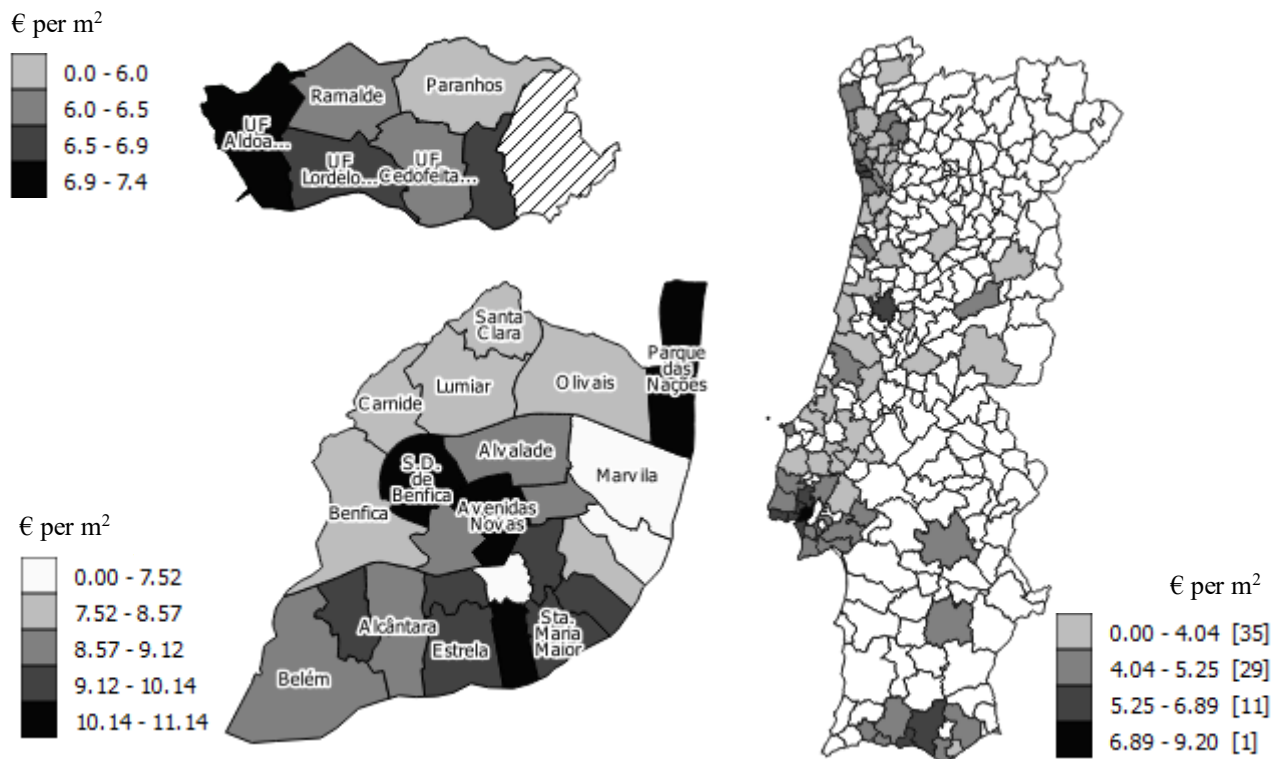 € per m²
0.0 - 6.0
6.0 - 6.5
6.5 - 6.9
6.9 - 7.4
Ramalde
Paranhos
UF
Aldoa...
UF
Lordelo...
UF
Cedofeita...
Santa
Clara
Parque
das
Nações
Lumiar
Olivais
Carnide
Alvalade
S.D.
de
Benfica
Marvila
Avenidas
Novas
Benfica
Alcântara
Sta.
Maria
Maior
Estrela
Belém
€ per m²
0.00 - 7.52
7.52 - 8.57
8.57 - 9.12
9.12 - 10.14
10.14 - 11.14
€ per m²
0.00 - 4.04 [35]
4.04 - 5.25 [29]
5.25 - 6.89 [11]
6.89 - 9.20 [1]